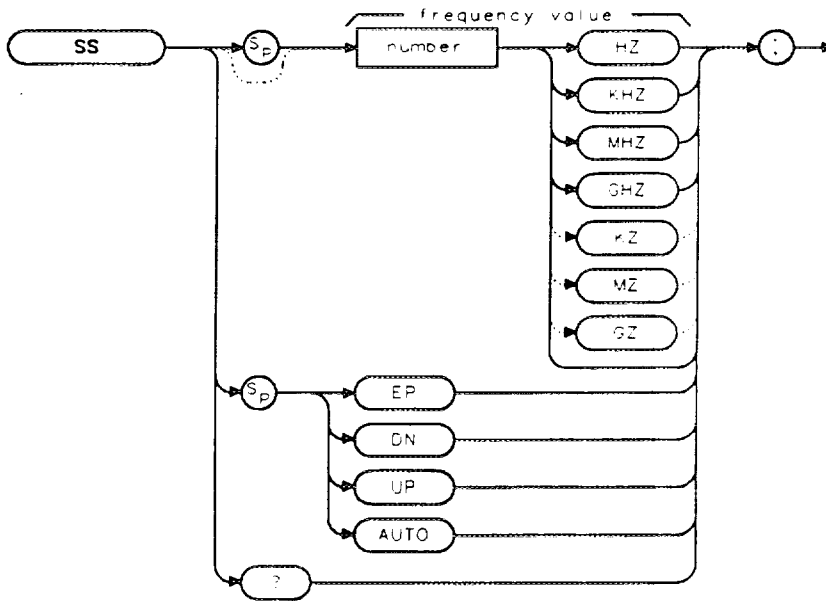 frequency value
SS
Sp
number
HZ
;
KHZ
MHZ
GHZ
KZ
MZ
GZ
Sp
EP
DN
UP
AUTO
?